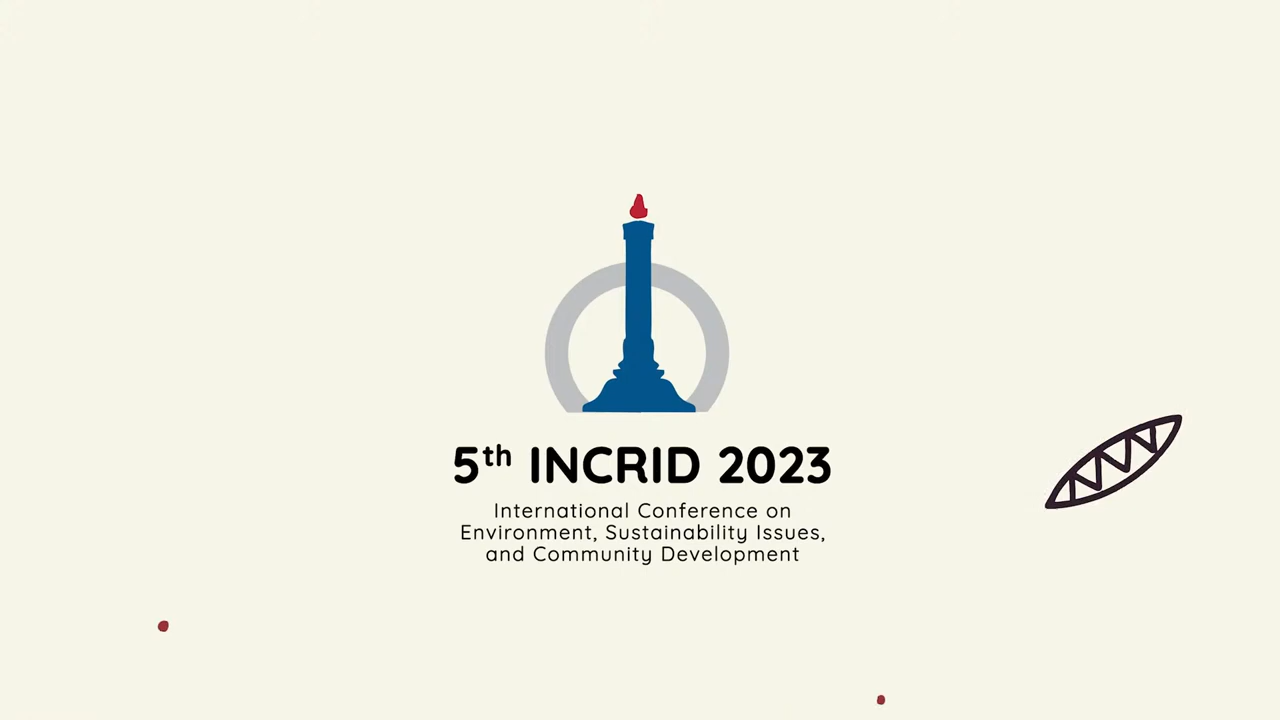 5th INCRID 2023
International Conference on
Environment, Sustainability Issues,
and Community Development